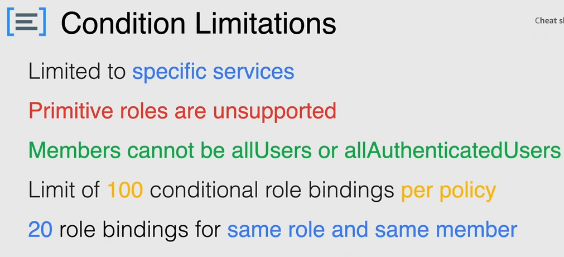 Condition Limitations
Cheat s
Limited to specific services
Primitive roles are unsupported
Members cannot be allUsers or allAuthenticatedUsers
Limit of 100 conditional role bindings per policy
20 role bindings for same role and same member